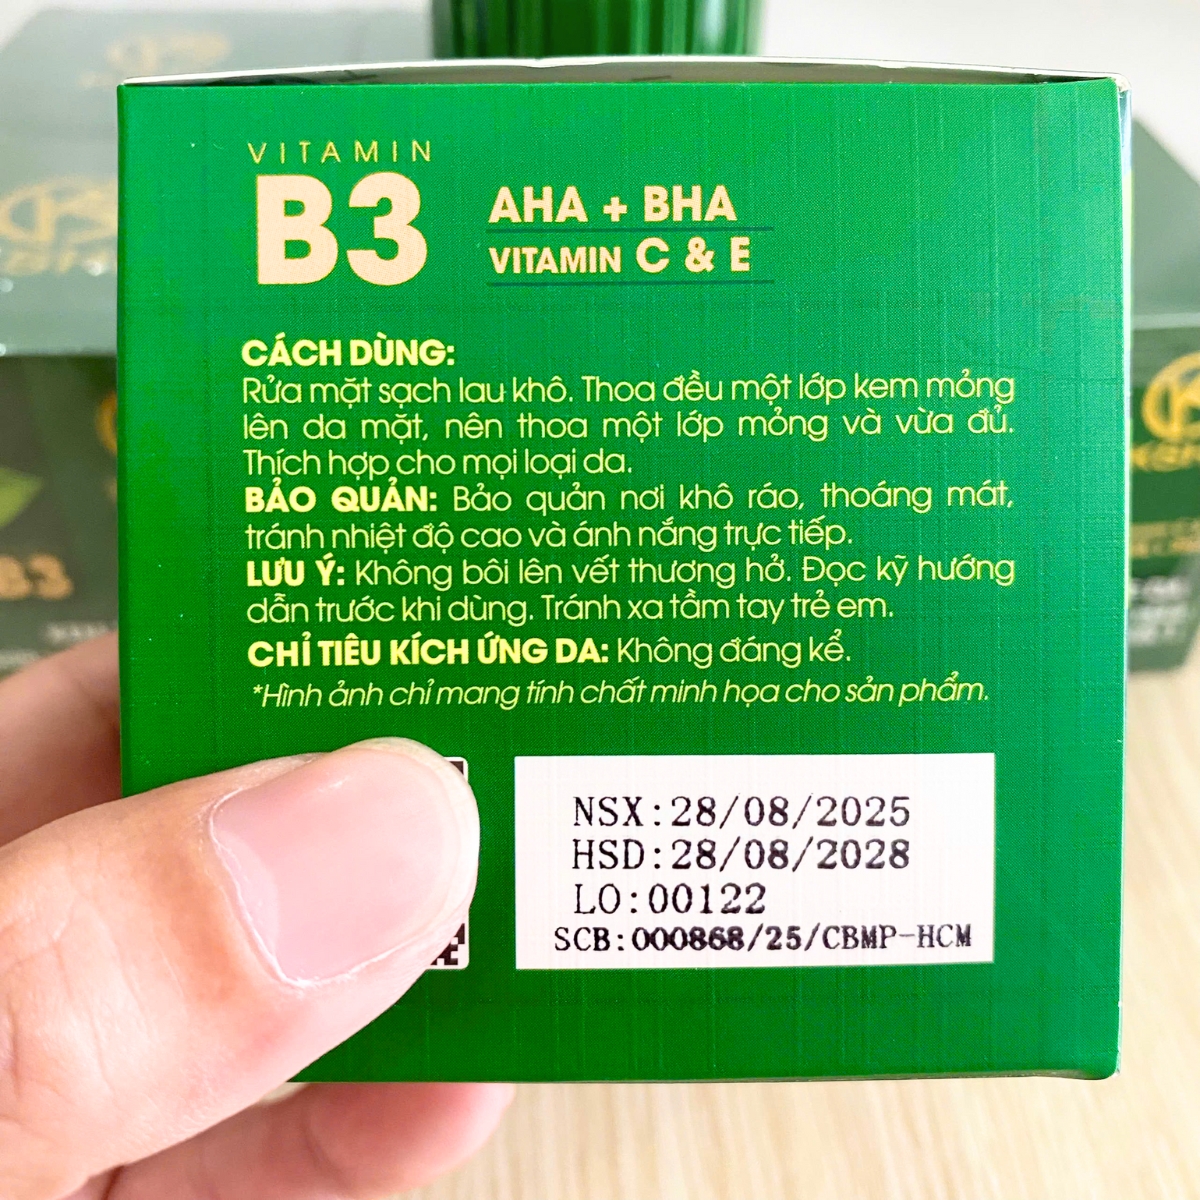 VITAMIN
B3
AHA + BHA
VITAMIN C & E
CÁCH DÙNG:
Rửa mặt sạch lau khô. Thoa đều một lớp kem mỏng
lên da mặt, nên thoa một lớp mỏng và vừa đủ.
Thích hợp cho mọi loại da.
BẢO QUẢN: Bảo quản nơi khô ráo, thoáng mát,
tránh nhiệt độ cao và ánh nắng trực tiếp.
LƯU Ý: Không bôi lên vết thương hở. Đọc kỹ hướng
dẫn trước khi dùng. Tránh xa tầm tay trẻ em.
CHỈ TIÊU KÍCH ỨNG DA: Không đáng kể.
*Hình ảnh chỉ mang tính chất minh họa cho sản phẩm.
NSX:28/08/2025
HSD:28/08/2028
LO:00122
SCB:000868/25/CBMP-HCM
B3